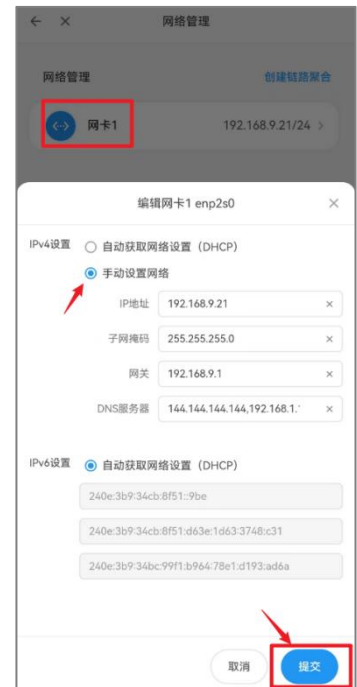 网络管理
网络管理 创建链路聚合
网卡1 192.168.9.21/24
编辑网卡1 enp2s0
IPv4设置 自动获取网络设置（DHCP）
手动设置网络
IP地址 192.168.9.21
子网掩码 255.255.255.0
网关 192.168.9.1
DNS服务器 144.144.144.144,192.168.1.
IPv6设置 自动获取网络设置（DHCP）
240e:3b9:34cb:8f51::9be
240e:3b9:34cb:8f51:d63e:1d63:3748:c31
240e:3b9:34bc:99f1:b964:78e1:d193:ad6a
取消 提交